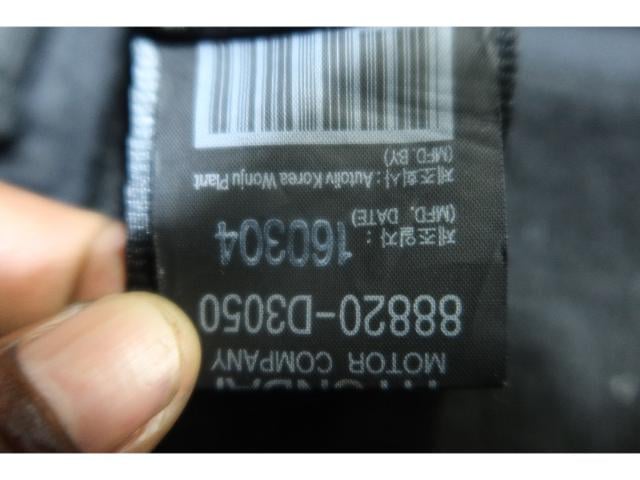 HYUNDAI
MOTOR COMPANY
88820-D3050
제조일자 : 160304
(MFD. DATE)
제조회사 : Autoliv Korea Wonju Plant
(MFD.BY)